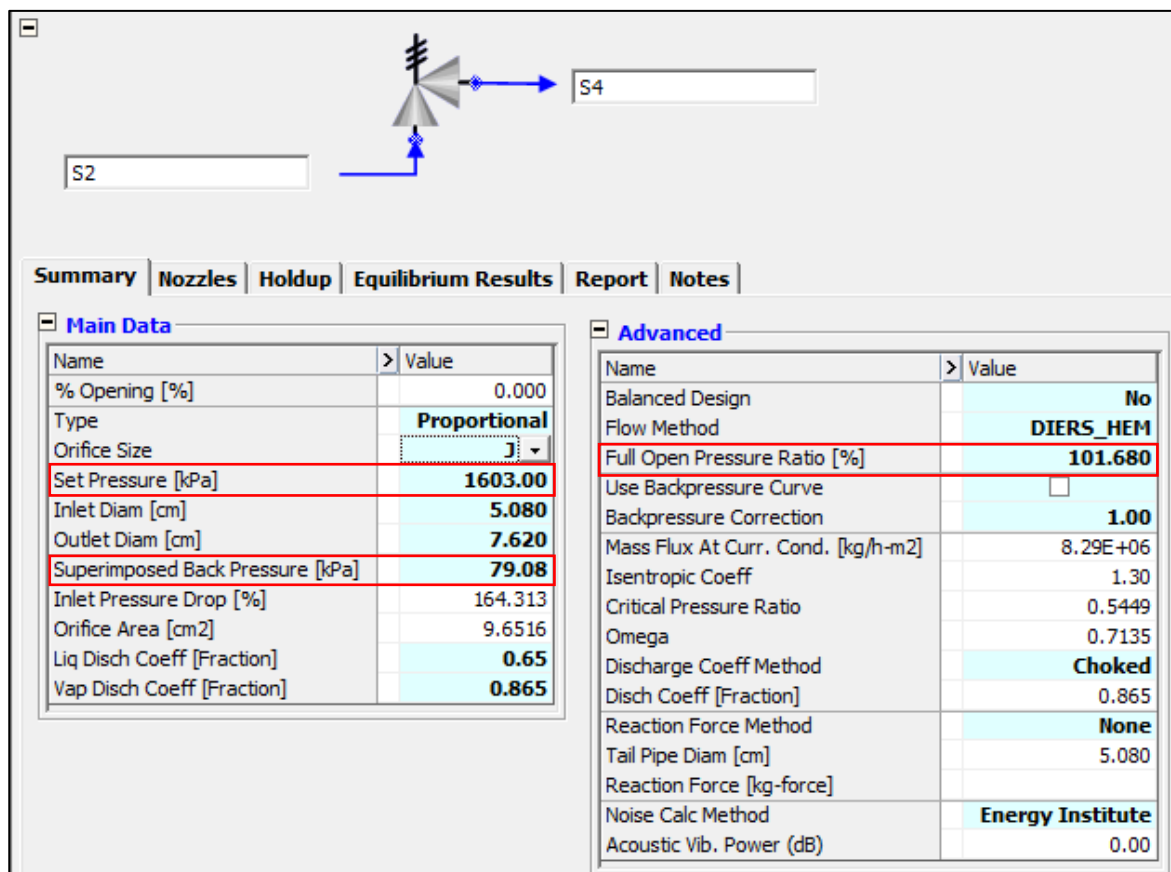 S4
S2
Summary Nozzles Holdup Equilibrium Results Report Notes
Main Data
Name > Value
% Opening [%] 0.000
Type Proportional
Orifice Size J
Set Pressure [kPa] 1603.00
Inlet Diam [cm] 5.080
Outlet Diam [cm] 7.620
Superimposed Back Pressure [kPa] 79.08
Inlet Pressure Drop [%] 164.313
Orifice Area [cm2] 9.6516
Liq Disch Coeff [Fraction] 0.65
Vap Disch Coeff [Fraction] 0.865
Advanced
Name > Value
Balanced Design No
Flow Method DIERS_HEM
Full Open Pressure Ratio [%] 101.680
Use Backpressure Curve
Backpressure Correction 1.00
Mass Flux At Curr. Cond. [kg/h-m2] 8.29E+06
Isentropic Coeff 1.30
Critical Pressure Ratio 0.5449
Omega 0.7135
Discharge Coeff Method Choked
Disch Coeff [Fraction] 0.865
Reaction Force Method None
Tail Pipe Diam [cm] 5.080
Reaction Force [kg-force]
Noise Calc Method Energy Institute
Acoustic Vib. Power (dB) 0.00